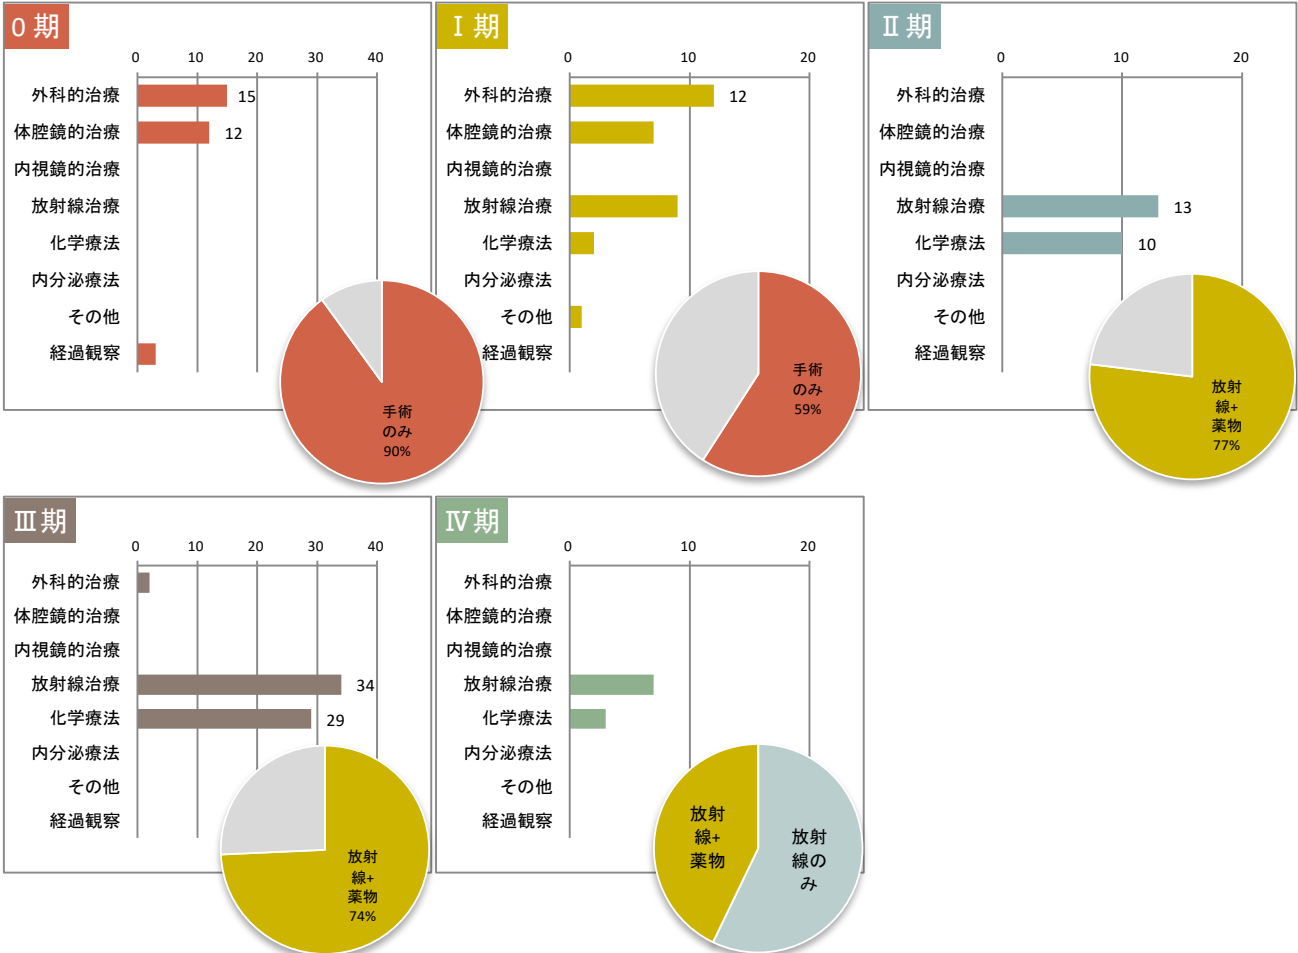 0 期
0 10 20 30 40
外科的治療 15
体腔鏡的治療 12
内視鏡的治療
放射線治療
化学療法
内分泌療法
その他
経過観察
手術
のみ
90%
Ⅰ 期
0 10 20
外科的治療 12
体腔鏡的治療
内視鏡的治療
放射線治療
化学療法
内分泌療法
その他
経過観察
手術
のみ
59%
Ⅱ 期
0 10 20
外科的治療
体腔鏡的治療
内視鏡的治療
放射線治療 13
化学療法 10
内分泌療法
その他
経過観察
放射
線+
薬物
77%
Ⅲ 期
0 10 20 30 40
外科的治療
体腔鏡的治療
内視鏡的治療
放射線治療 34
化学療法 29
内分泌療法
その他
経過観察
放射
線+
薬物
74%
Ⅳ 期
0 10 20
外科的治療
体腔鏡的治療
内視鏡的治療
放射線治療
化学療法
内分泌療法
その他
経過観察
放射
線+
薬物
放射
線の
み